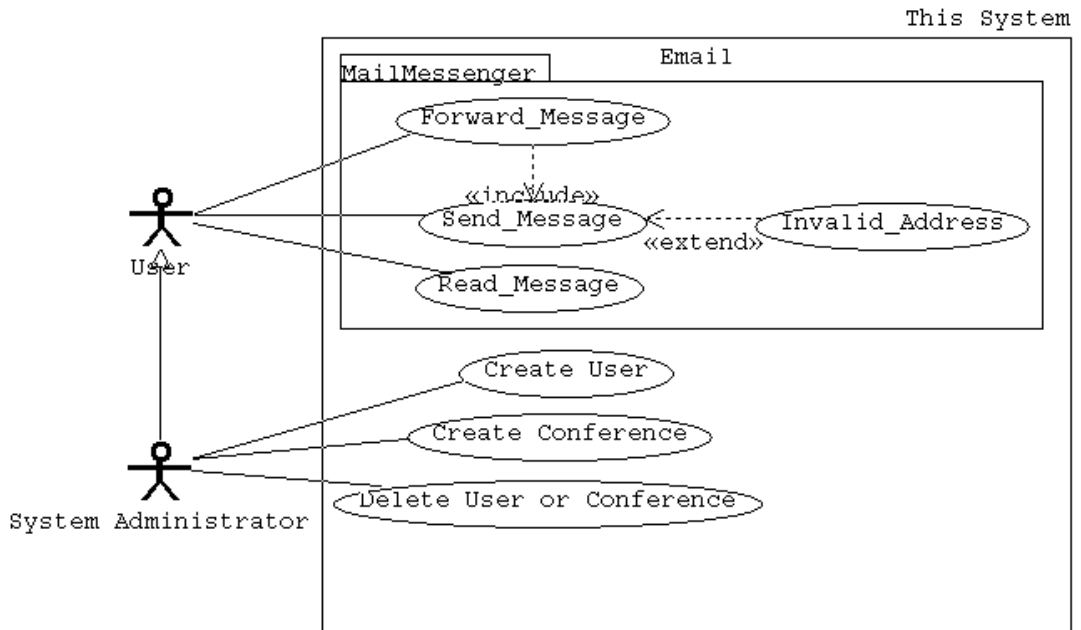 This System
Email
MailMessenger
Forward_Message
«include»
Send_Message
Invalid_Address
«extend»
User
Read_Message
Create User
Create Conference
Delete User or Conference
System Administrator